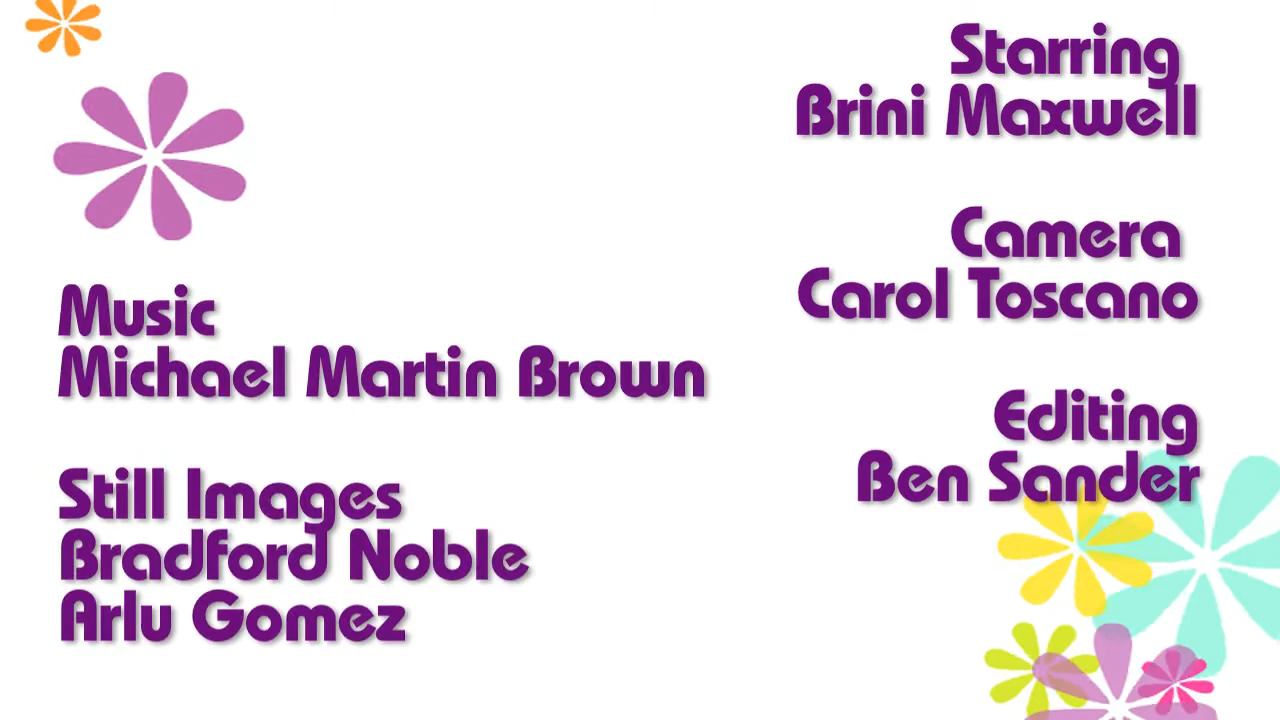 Starring
Brini Maxwell
Camera
Carol Toscano
Editing
Ben Sander
Music
Michael Martin Brown
Still Images
Bradford Noble
Arlu Gomez